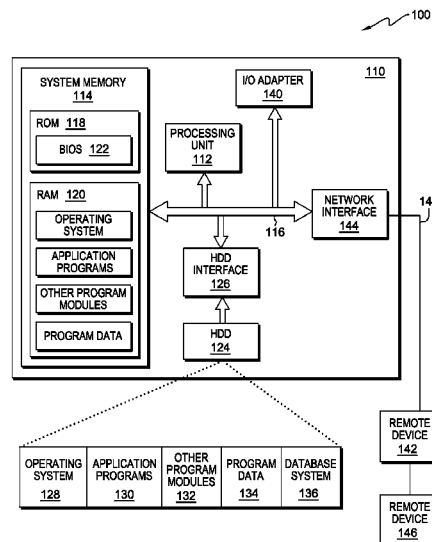 100
110
SYSTEM MEMORY
114
ROM 118
BIOS 122
RAM 120
OPERATING
SYSTEM
APPLICATION
PROGRAMS
OTHER PROGRAM
MODULES
PROGRAM DATA
I/O ADAPTER
140
PROCESSING
UNIT
112
116
NETWORK
INTERFACE
144
14
HDD
INTERFACE
126
HDD
124
OPERATING
SYSTEM
128
APPLICATION
PROGRAMS
130
OTHER
PROGRAM
MODULES
132
PROGRAM
DATA
134
DATABASE
SYSTEM
136
REMOTE
DEVICE
142
REMOTE
DEVICE
146